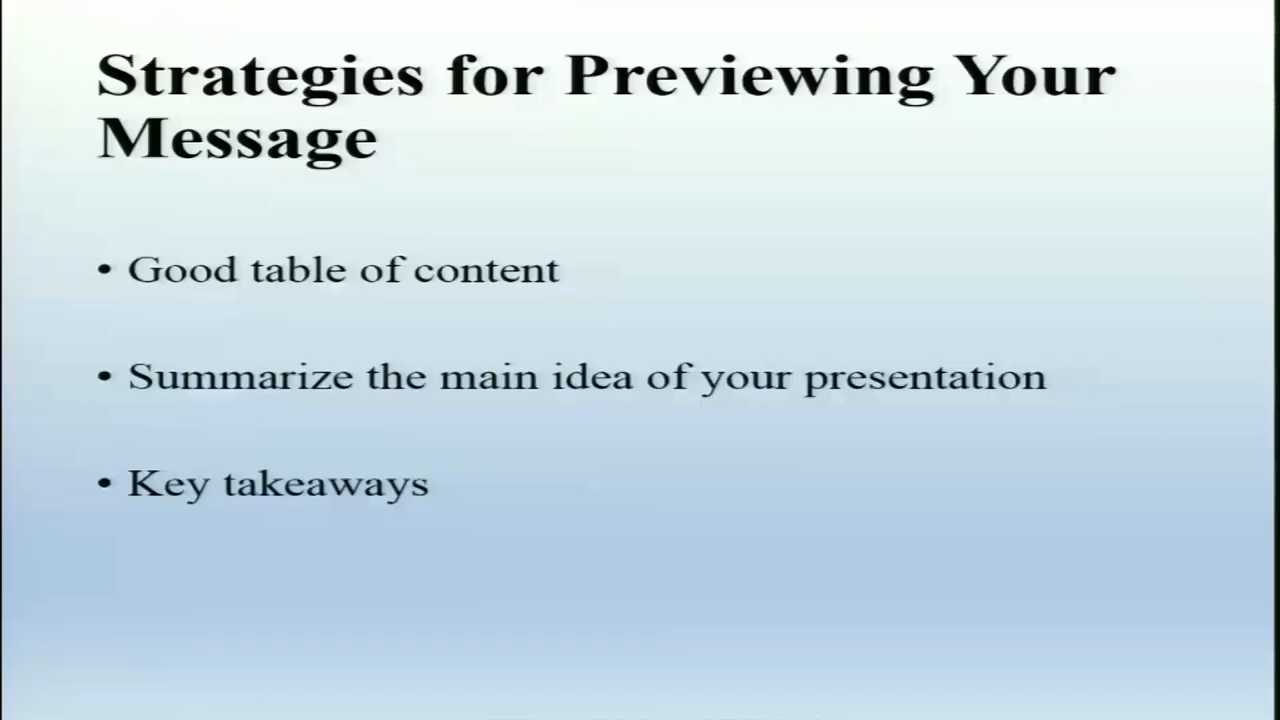 Strategies for Previewing Your
Message
• Good table of content
• Summarize the main idea of your presentation
• Key takeaways